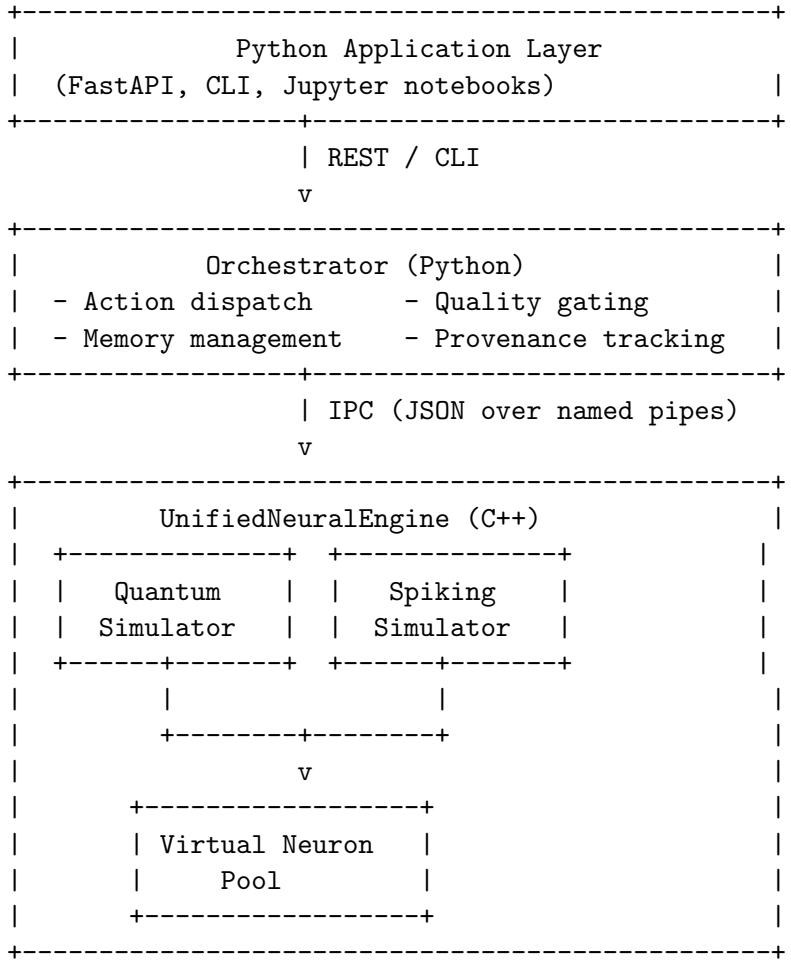 Python Application Layer
(FastAPI, CLI, Jupyter notebooks)
REST / CLI
v
Orchestrator (Python)
- Action dispatch - Quality gating
- Memory management - Provenance tracking
IPC (JSON over named pipes)
v
UnifiedNeuralEngine (C++)
Quantum Spiking
Simulator Simulator
v
Virtual Neuron
Pool